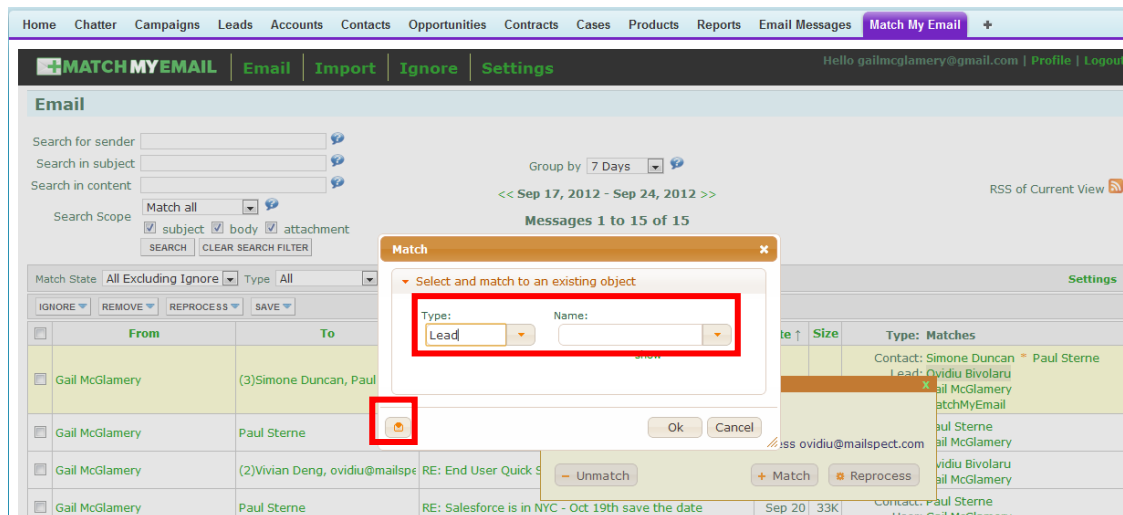 Home Chatter Campaigns Leads Accounts Contacts Opportunities Contracts Cases Products Reports Email Messages Match My Email +
MATCHMYEMAIL Email Import Ignore Settings
Hello gailmcglamery@gmail.com | Profile | Logout
Email
Search for sender
Search in subject
Search in content
Search Scope Match all
subject body attachment
SEARCH CLEAR SEARCH FILTER
Group by 7 Days
<< Sep 17, 2012 - Sep 24, 2012 >>
Messages 1 to 15 of 15
RSS of Current View
Match State All Excluding Ignore Type All
Settings
IGNORE REMOVE REPROCESS SAVE
From To te ↑ Size Type: Matches
Match x
Select and match to an existing object
Type: Name:
Lead
Ok Cancel
Gail McGlamery (3)Simone Duncan, Paul
Contact: Simone Duncan * Paul Sterne
Lead: Ovidiu Bivolaru
ail McGlamery
atchMyEmail
x
ess ovidiu@mailspect.com
− Unmatch + Match Reprocess
Gail McGlamery Paul Sterne
aul Sterne
ail McGlamery
Gail McGlamery (2)Vivian Deng, ovidiu@mailspe RE: End User Quick S
vidiu Bivolaru
ail McGlamery
Gail McGlamery Paul Sterne RE: Salesforce is in NYC - Oct 19th save the date Sep 20 33K
Contact: Paul Sterne